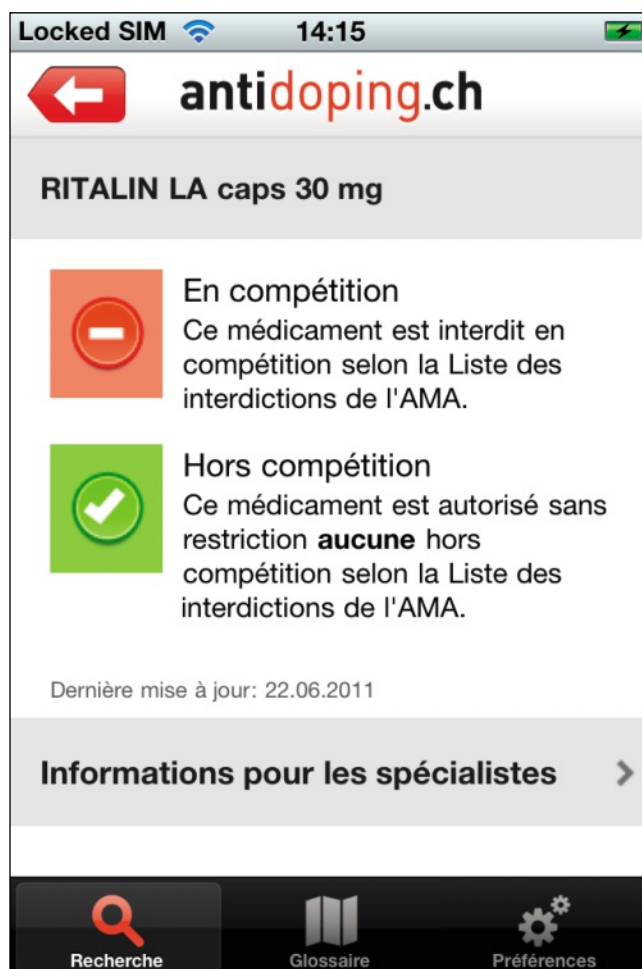 Locked SIM 14:15
antidoping.ch
RITALIN LA caps 30 mg
En compétition
Ce médicament est interdit en
compétition selon la Liste des
interdictions de l'AMA.
Hors compétition
Ce médicament est autorisé sans
restriction aucune hors
compétition selon la Liste des
interdictions de l'AMA.
Dernière mise à jour: 22.06.2011
Informations pour les spécialistes
Recherche Glossaire Préférences